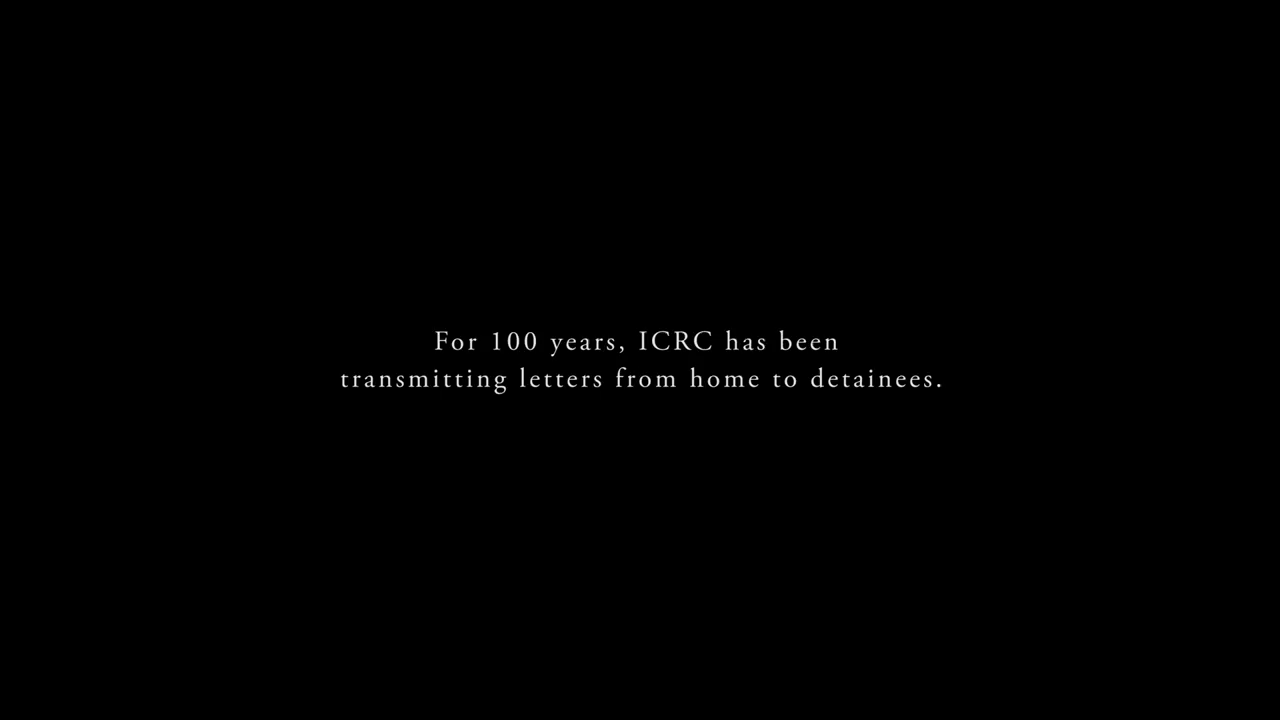 For 100 years, ICRC has been
transmitting letters from home to detainees.